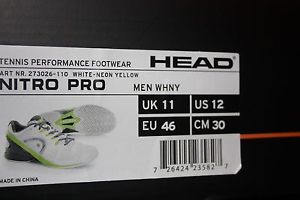 TENNIS PERFORMANCE FOOTWEAR
PART NR. 273026-110 WHITE-NEON YELLOW
HEAD
NITRO PRO
MEN WHNY
UK 11 US 12
EU 46 CM 30
MADE IN CHINA
7 26424 23582 7